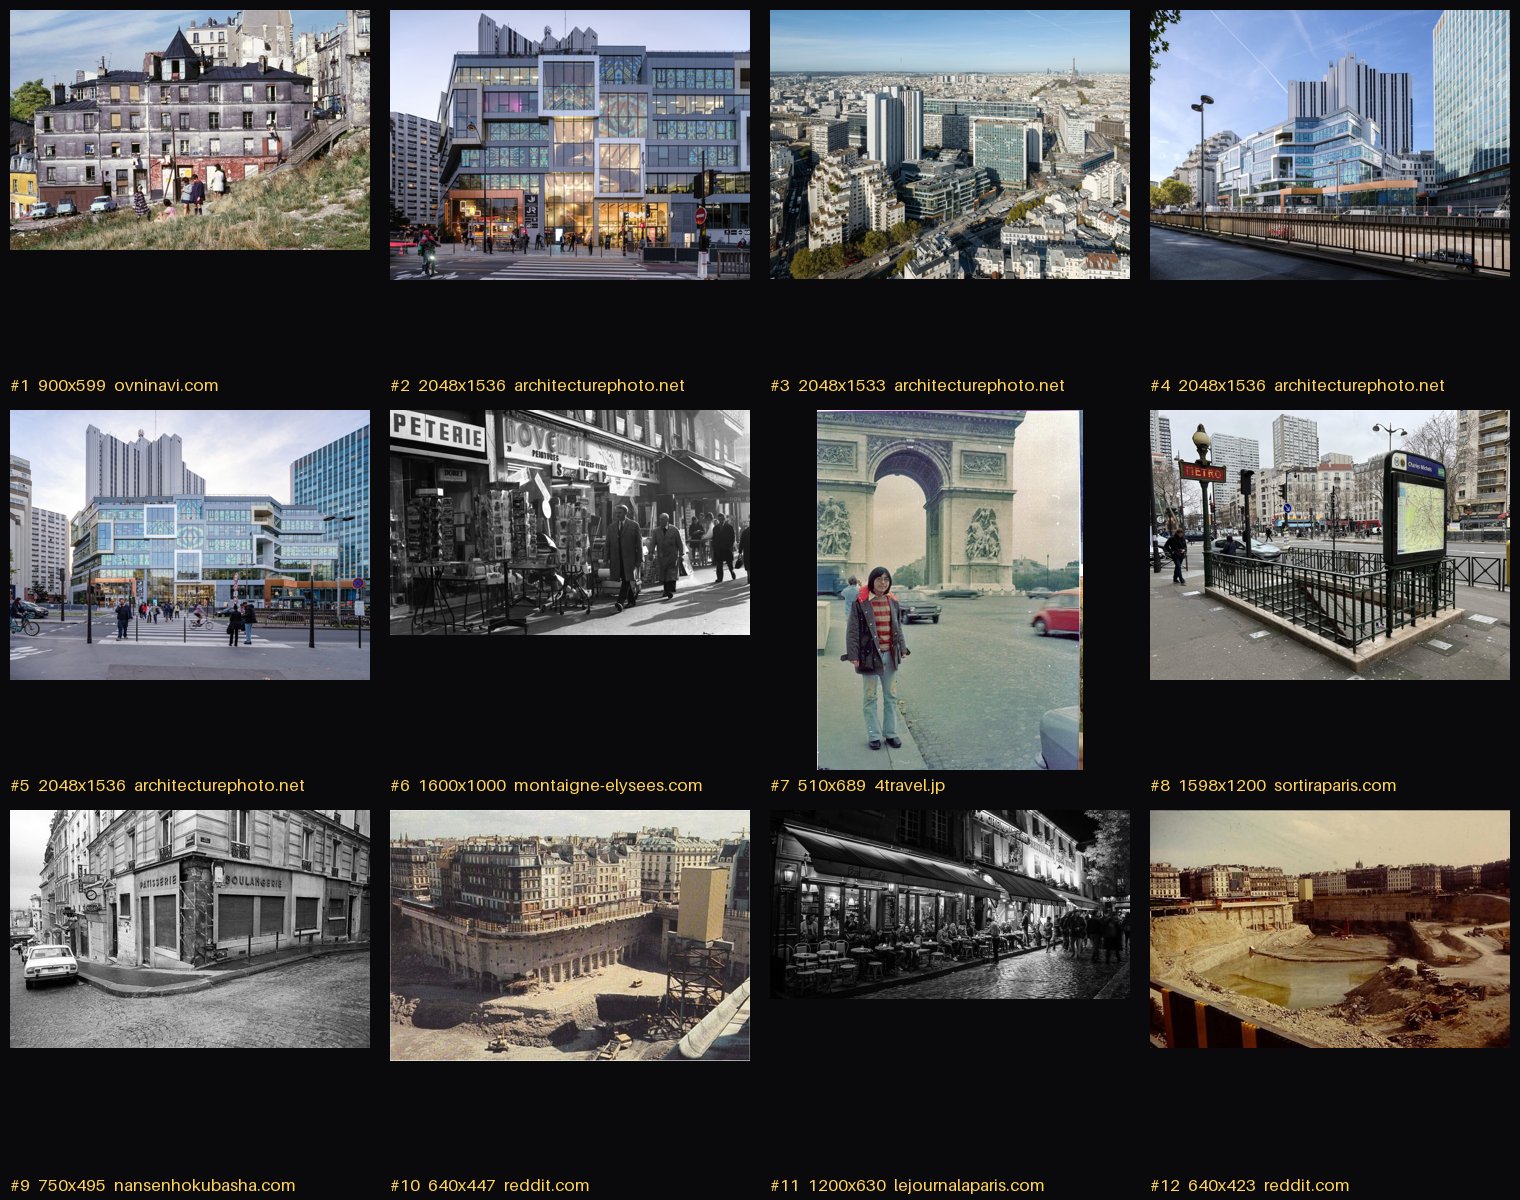 #1 900x599 ovninavi.com
#2 2048x1536 architecturephoto.net
#3 2048x1533 architecturephoto.net
#4 2048x1536 architecturephoto.net
PETERIE
METRO
Charles Michels
#5 2048x1536 architecturephoto.net
#6 1600x1000 montaigne-elysees.com
#7 510x689 4travel.jp
#8 1598x1200 sortiraparis.com
PATISSERIE
BOULANGERIE
#9 750x495 nansenhokubasha.com
#10 640x447 reddit.com
#11 1200x630 lejournalaparis.com
#12 640x423 reddit.com